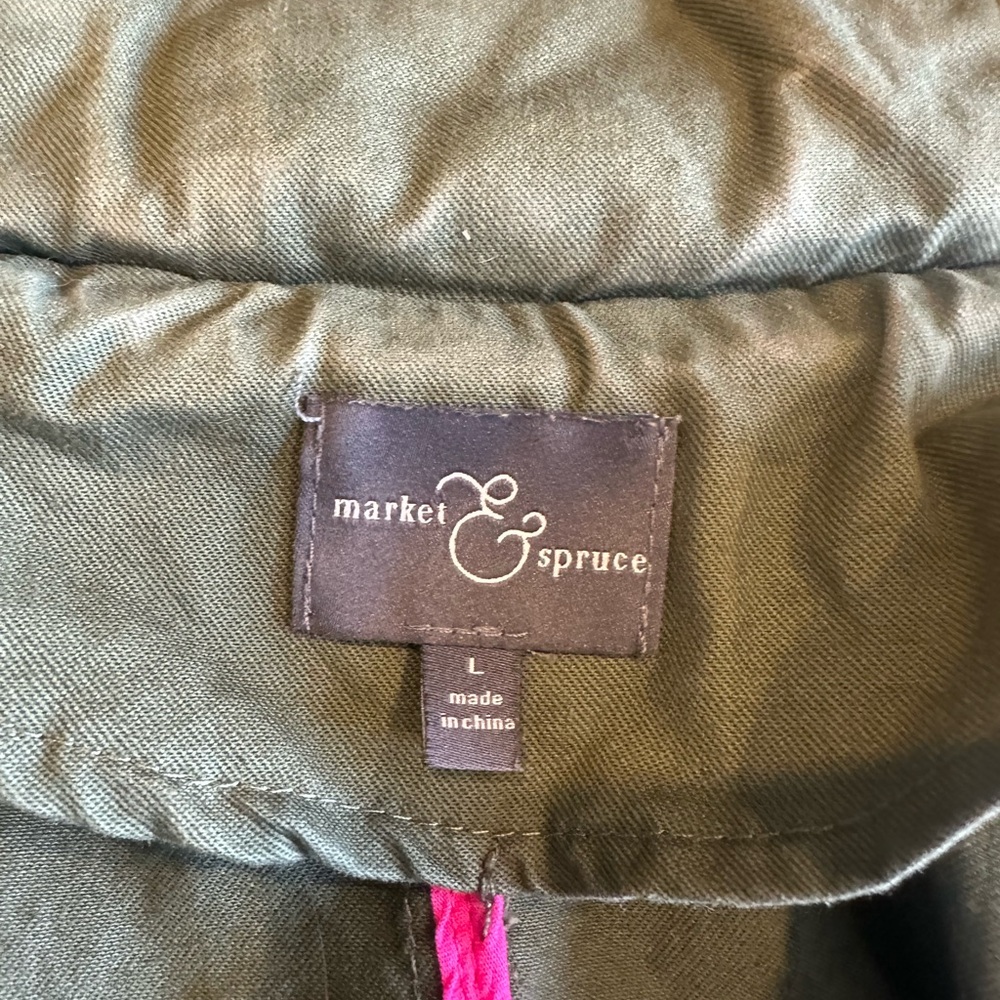 market & spruce
L
made
in china